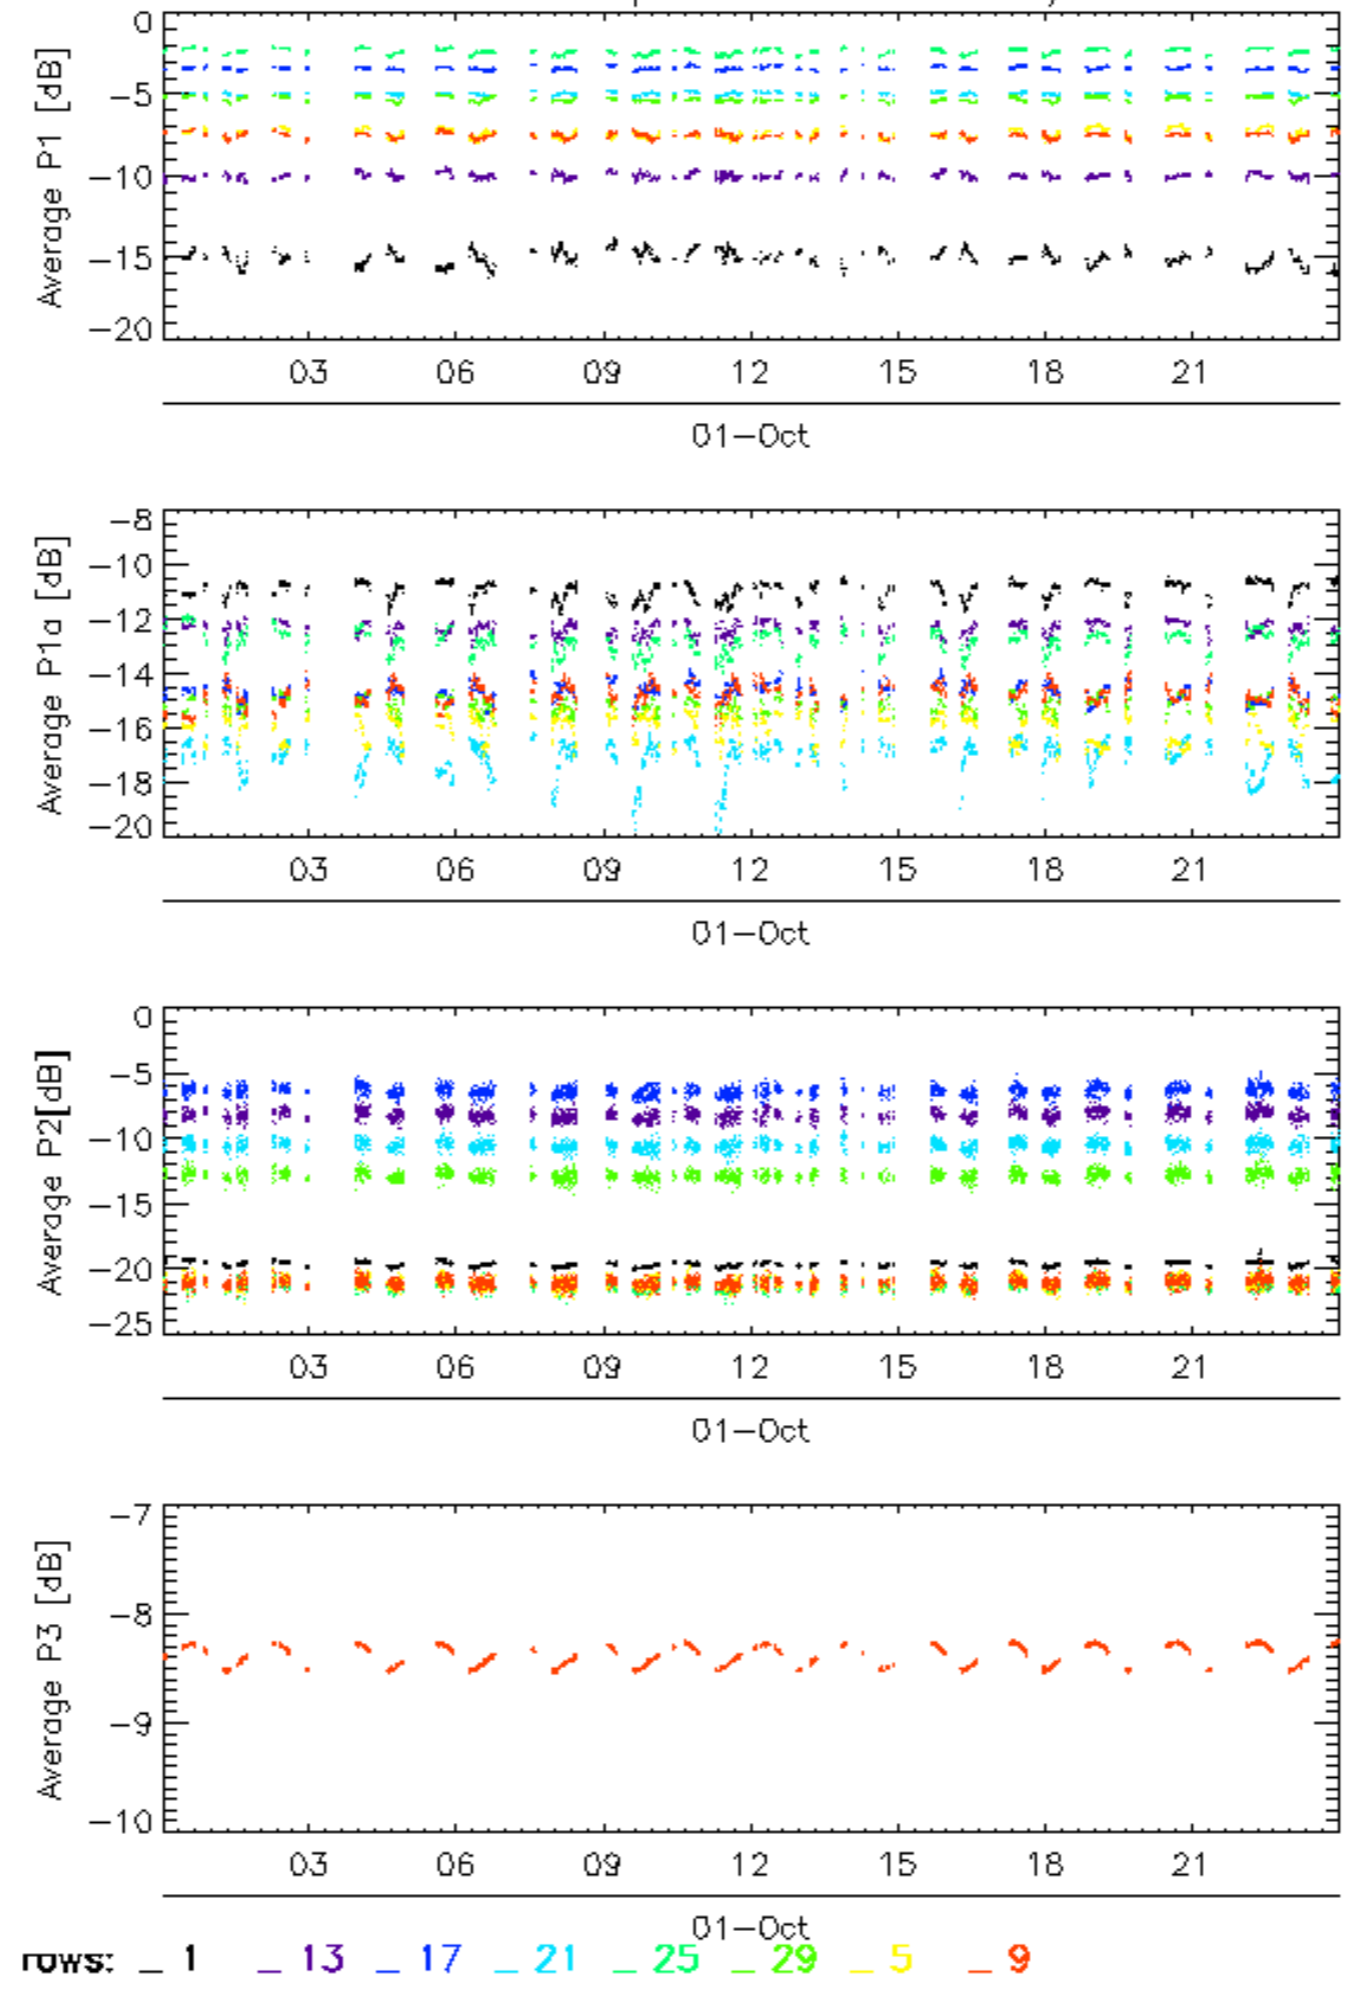 0
−5
−10
−15
−20
Average P1 [dB]
03 06 09 12 15 18 21
01−Oct
−8
−10
−12
−14
−16
−18
−20
Average P1a [dB]
03 06 09 12 15 18 21
01−Oct
0
−5
−10
−15
−20
−25
Average P2[dB]
03 06 09 12 15 18 21
01−Oct
−7
−8
−9
−10
Average P3 [dB]
03 06 09 12 15 18 21
01−Oct
rows: _ 1 _ 13 _ 17 _ 21 _ 25 _ 29 _ 5 _ 9